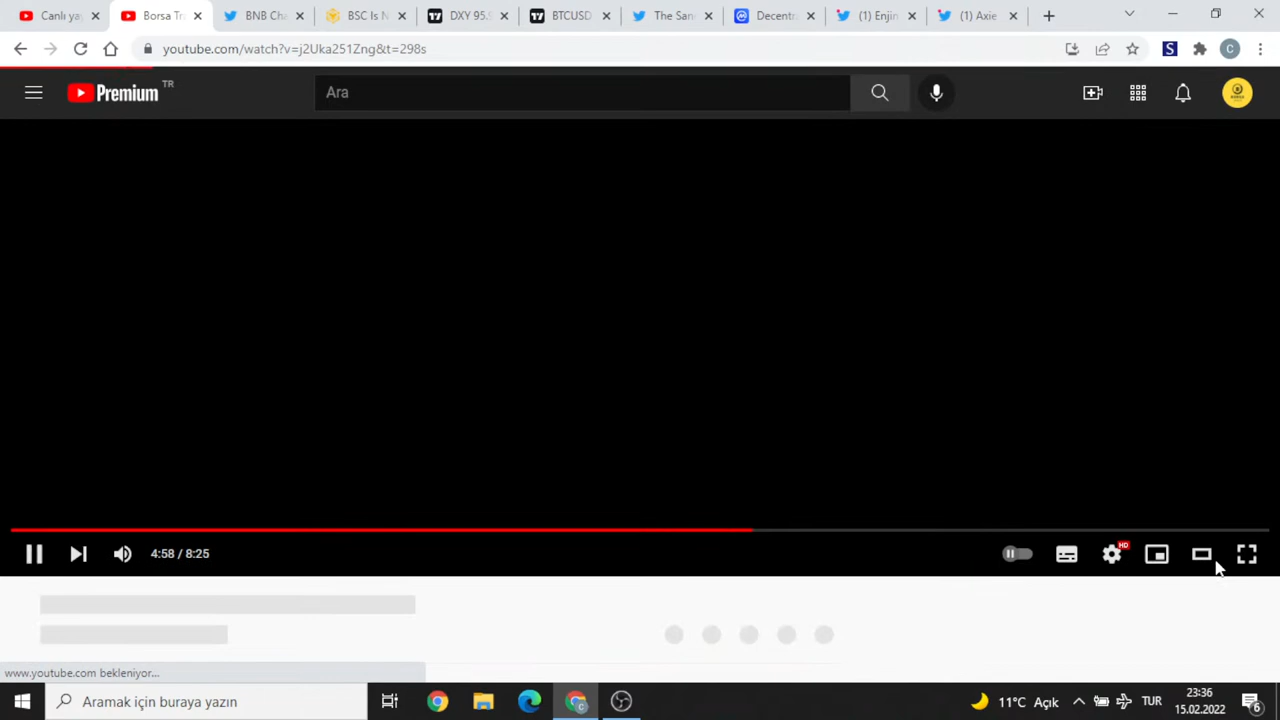 Canlı ya
Borsa Tr
BNB Cha
BSC Is N
DXY 95.5
BTCUSD
The San
Decentr
(1) Enjin
(1) Axie
youtube.com/watch?v=j2Uka251Zng&t=298s
S
C
Premium TR
Ara
4:58 / 8:25
HD
www.youtube.com bekleniyor...
Aramak için buraya yazın
11°C Açık
TUR
23:36
15.02.2022
6